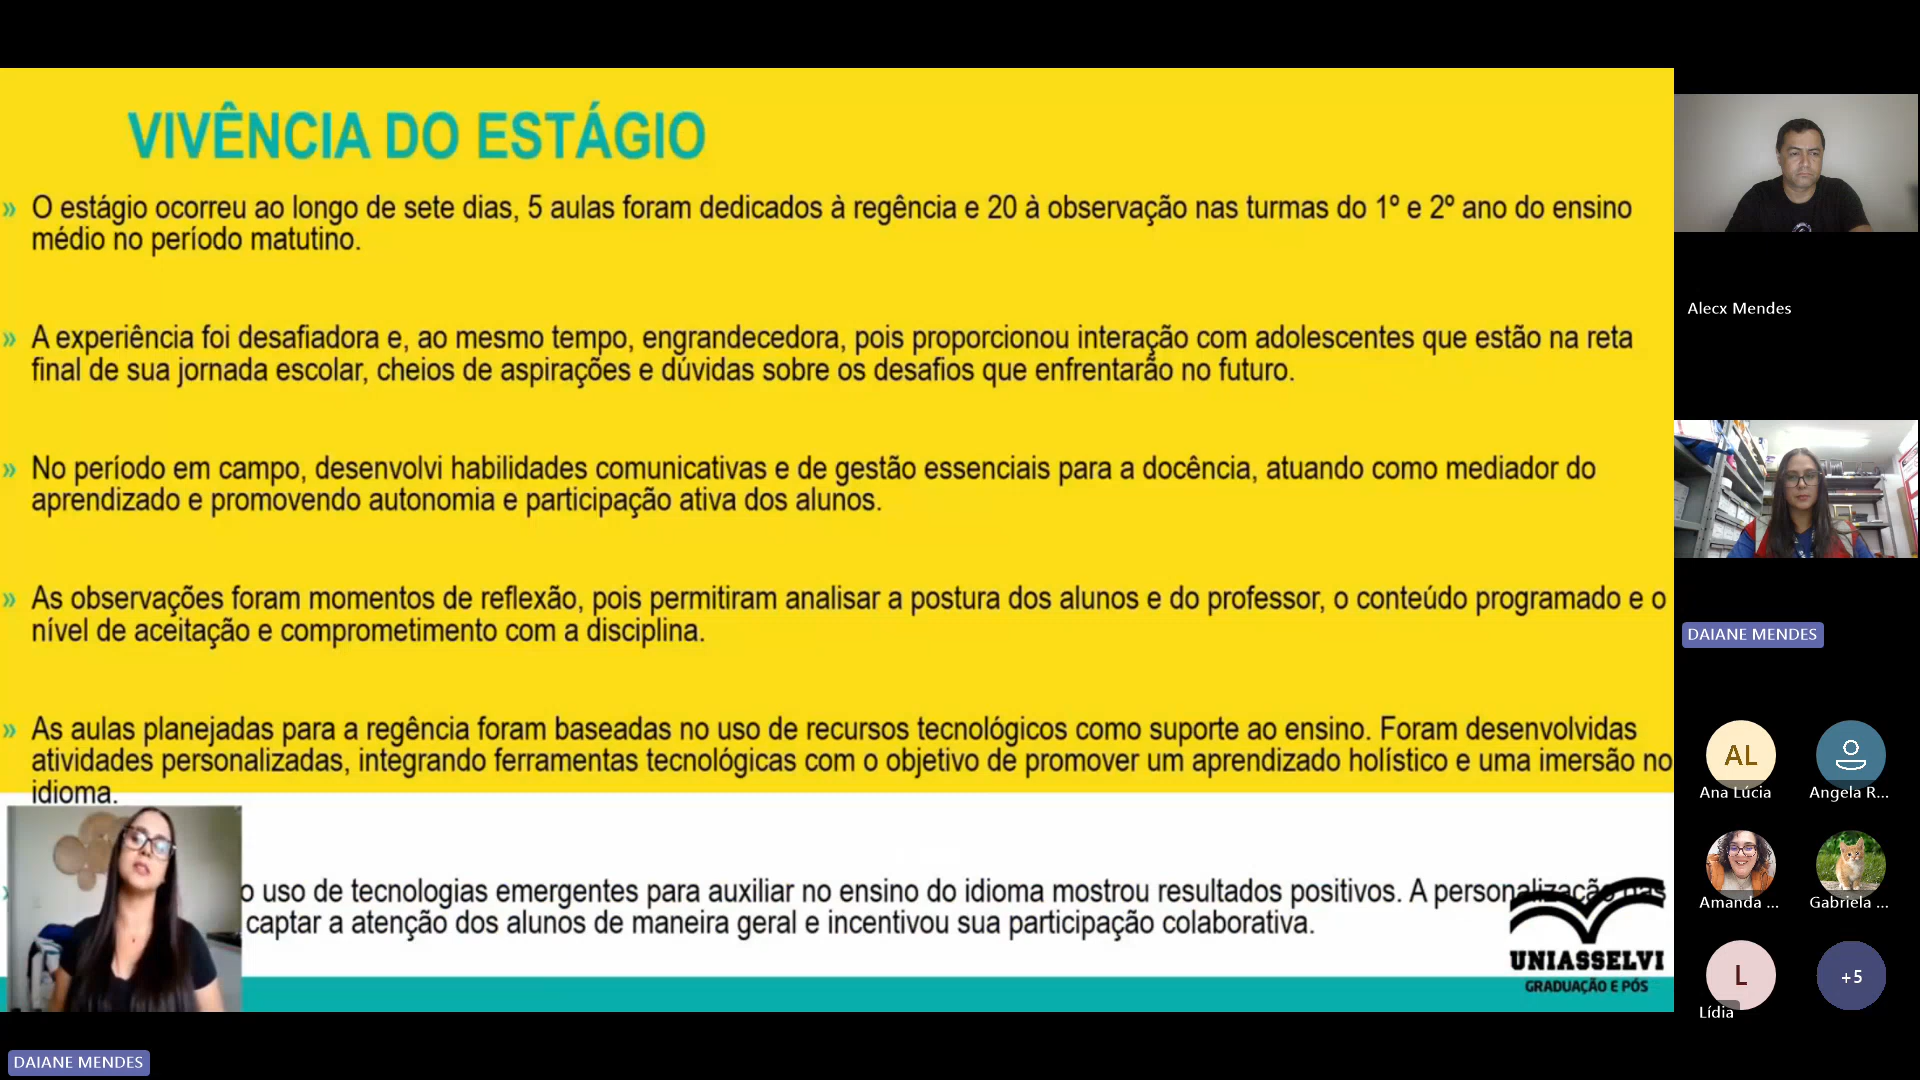 VIVÊNCIA DO ESTÁGIO
» O estágio ocorreu ao longo de sete dias, 5 aulas foram dedicados à regência e 20 à observação nas turmas do 1º e 2º ano do ensino
médio no período matutino.
» A experiência foi desafiadora e, ao mesmo tempo, engrandecedora, pois proporcionou interação com adolescentes que estão na reta
final de sua jornada escolar, cheios de aspirações e dúvidas sobre os desafios que enfrentarão no futuro.
» No período em campo, desenvolvi habilidades comunicativas e de gestão essenciais para a docência, atuando como mediador do
aprendizado e promovendo autonomia e participação ativa dos alunos.
» As observações foram momentos de reflexão, pois permitiram analisar a postura dos alunos e do professor, o conteúdo programado e o
nível de aceitação e comprometimento com a disciplina.
» As aulas planejadas para a regência foram baseadas no uso de recursos tecnológicos como suporte ao ensino. Foram desenvolvidas
atividades personalizadas, integrando ferramentas tecnológicas com o objetivo de promover um aprendizado holístico e uma imersão no
idioma.
o uso de tecnologias emergentes para auxiliar no ensino do idioma mostrou resultados positivos. A personalização nas
captar a atenção dos alunos de maneira geral e incentivou sua participação colaborativa.
UNIASSELVI
GRADUAÇÃO E PÓS
DAIANE MENDES
Alecx Mendes
DAIANE MENDES
AL
Ana Lúcia
Angela R...
Amanda ...
Gabriela ...
L
Lídia
+5